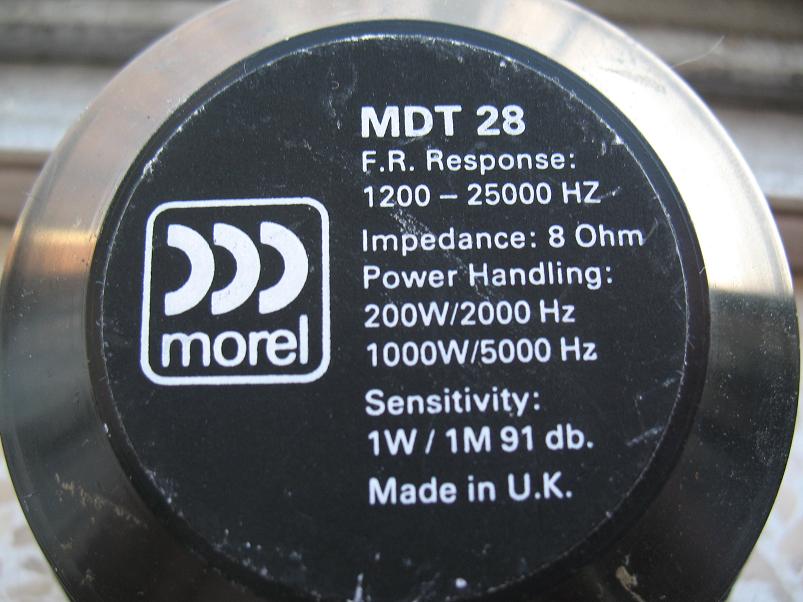 MDT 28
F.R. Response:
1200 – 25000 HZ
Impedance: 8 Ohm
Power Handling:
200W/2000 Hz
1000W/5000 Hz
Sensitivity:
1W / 1M 91 db.
Made in U.K.
morel